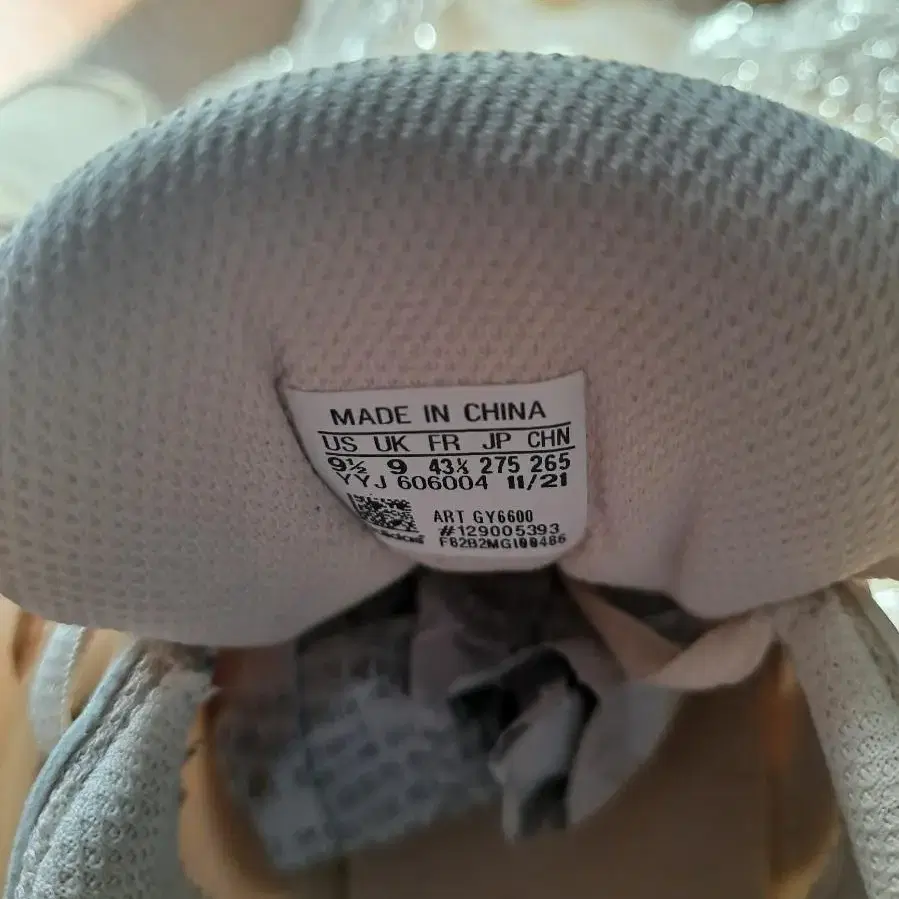 MADE IN CHINA
US UK FR JP CHN
9½ 9 43⅓ 275 265
YYJ 606004 11/21
ART GY6600
#129005393
adidas